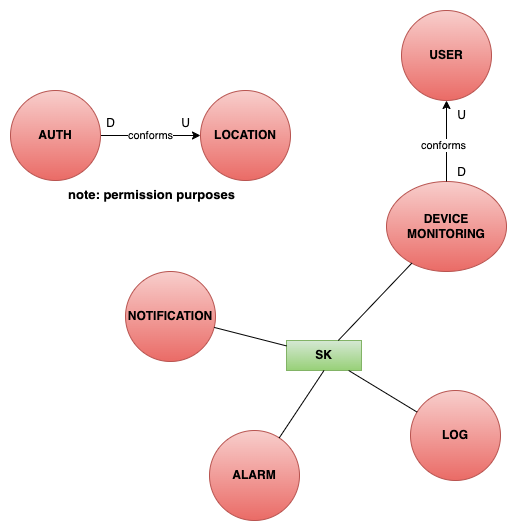 USER
D
U
AUTH
conforms
LOCATION
U
conforms
D
note: permission purposes
DEVICE
MONITORING
NOTIFICATION
SK
LOG
ALARM